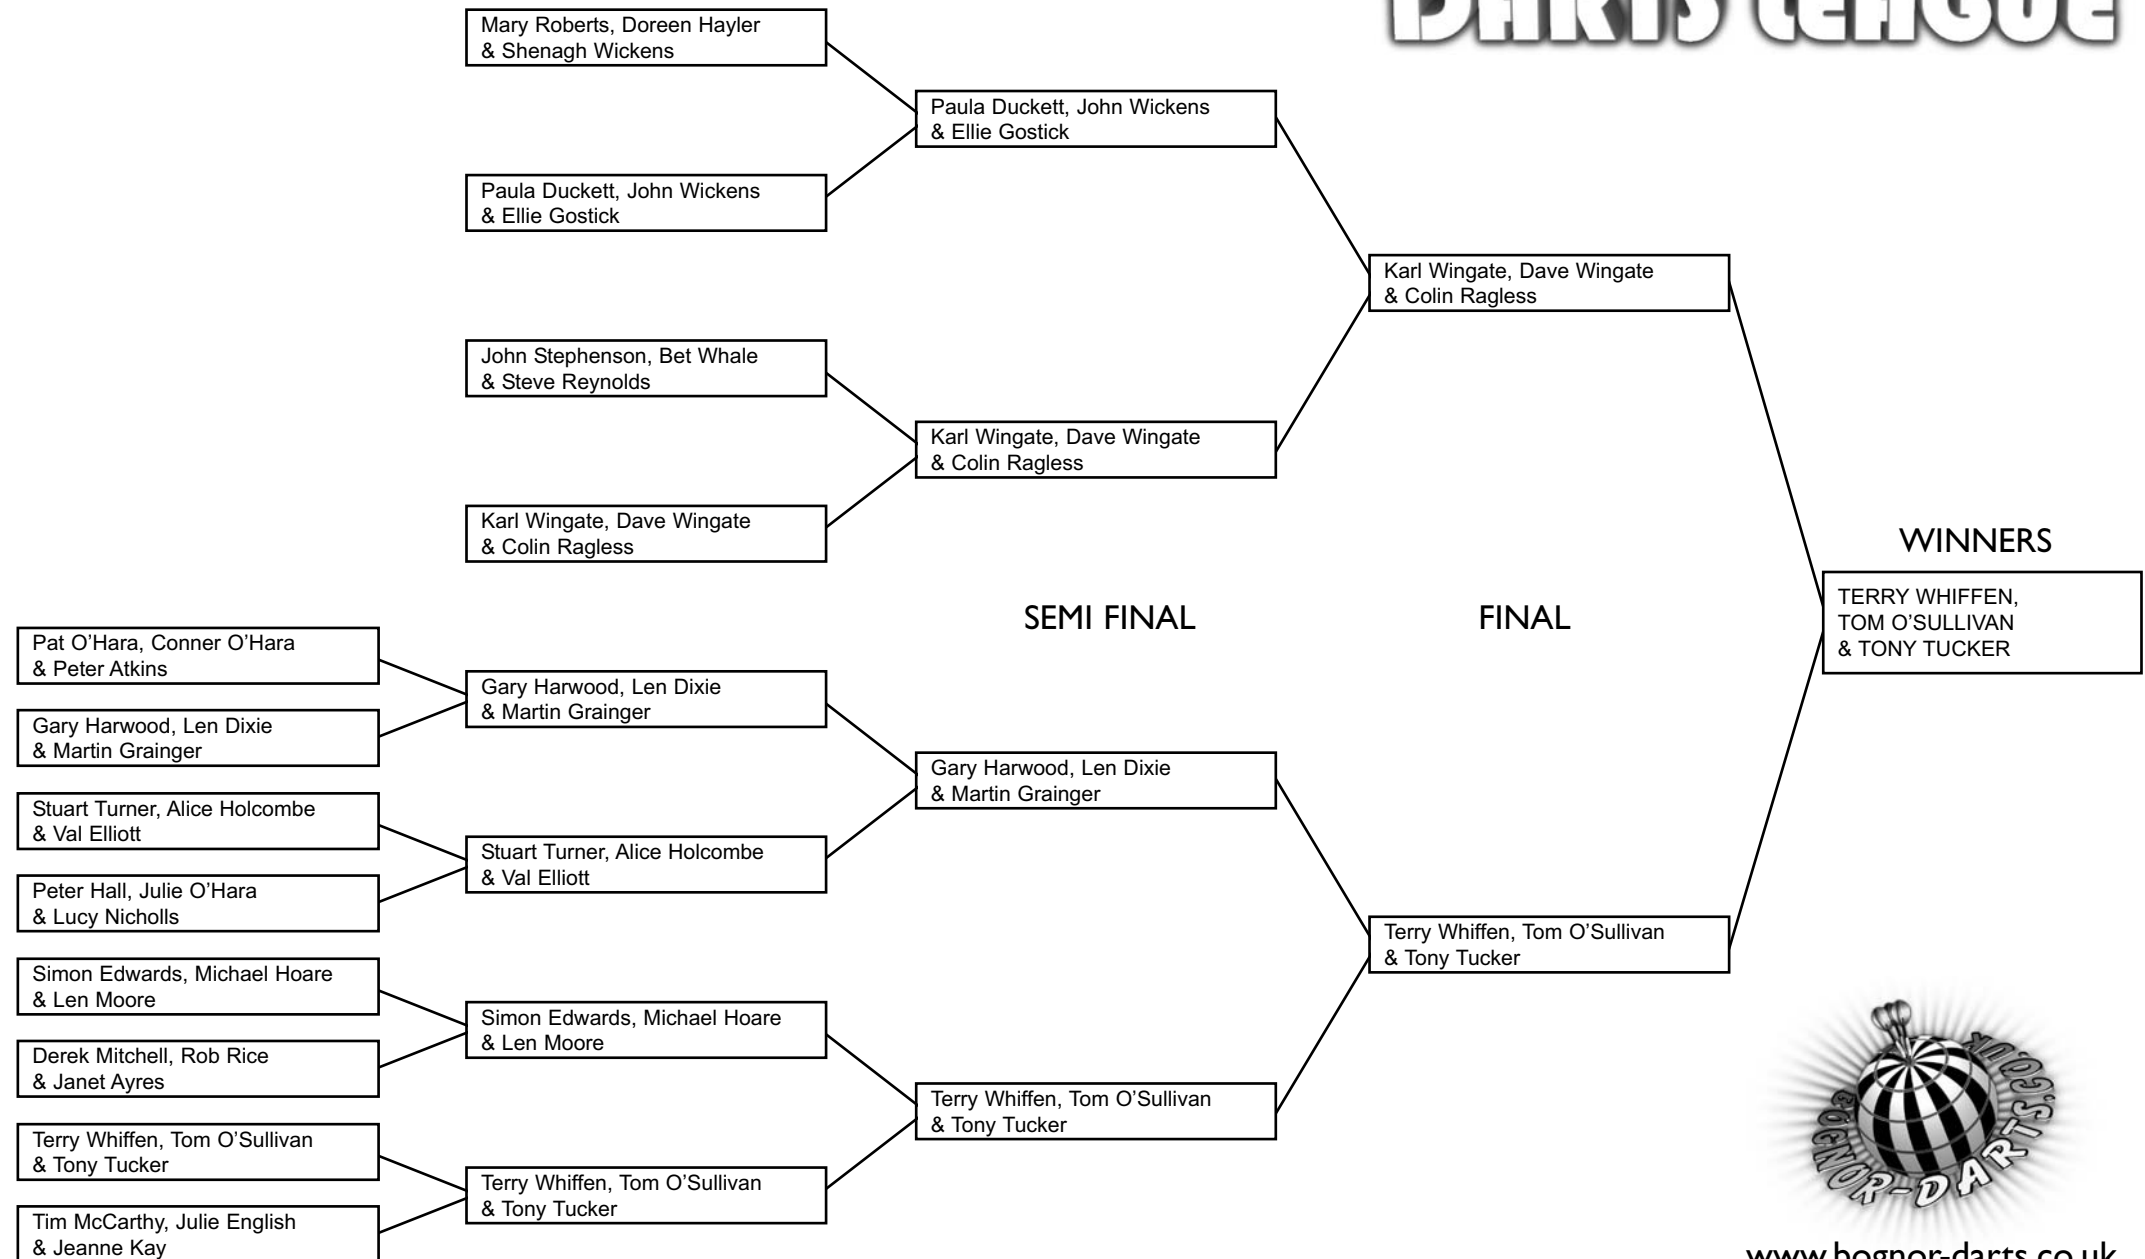 DARTS LEAGUE
Mary Roberts, Doreen Hayler
& Shenagh Wickens
Paula Duckett, John Wickens
& Ellie Gostick
Paula Duckett, John Wickens
& Ellie Gostick
Karl Wingate, Dave Wingate
& Colin Ragless
John Stephenson, Bet Whale
& Steve Reynolds
Karl Wingate, Dave Wingate
& Colin Ragless
Karl Wingate, Dave Wingate
& Colin Ragless
WINNERS
TERRY WHIFFEN,
TOM O’SULLIVAN
& TONY TUCKER
SEMI FINAL
FINAL
Pat O’Hara, Conner O’Hara
& Peter Atkins
Gary Harwood, Len Dixie
& Martin Grainger
Gary Harwood, Len Dixie
& Martin Grainger
Gary Harwood, Len Dixie
& Martin Grainger
Stuart Turner, Alice Holcombe
& Val Elliott
Stuart Turner, Alice Holcombe
& Val Elliott
Peter Hall, Julie O’Hara
& Lucy Nicholls
Terry Whiffen, Tom O’Sullivan
& Tony Tucker
Simon Edwards, Michael Hoare
& Len Moore
Simon Edwards, Michael Hoare
& Len Moore
Derek Mitchell, Rob Rice
& Janet Ayres
Terry Whiffen, Tom O’Sullivan
& Tony Tucker
Terry Whiffen, Tom O’Sullivan
& Tony Tucker
Terry Whiffen, Tom O’Sullivan
& Tony Tucker
Tim McCarthy, Julie English
& Jeanne Kay
BOGNOR-DARTS.CO.UK
www.bognor-darts.co.uk